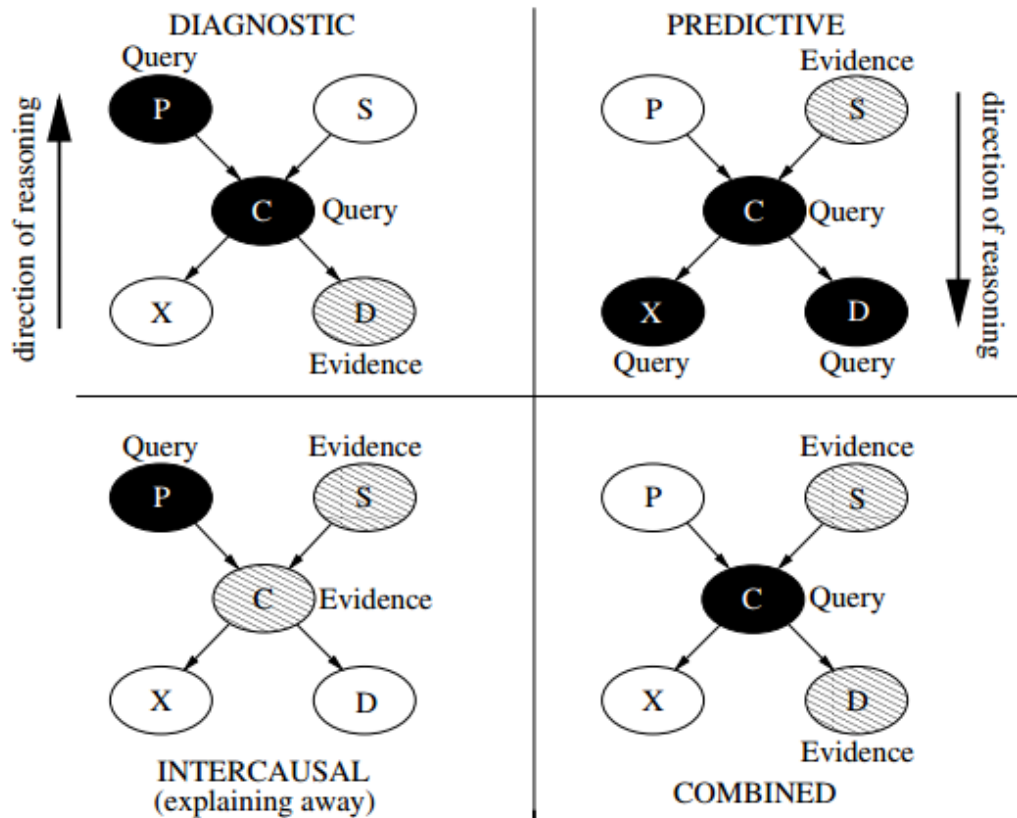 DIAGNOSTIC
Query
P
S
C
Query
X
D
Evidence
direction of reasoning
PREDICTIVE
Evidence
P
S
C
Query
X
D
Query
Query
direction of reasoning
Query
Evidence
P
S
C
Evidence
X
D
INTERCAUSAL
(explaining away)
Evidence
P
S
C
Query
X
D
Evidence
COMBINED